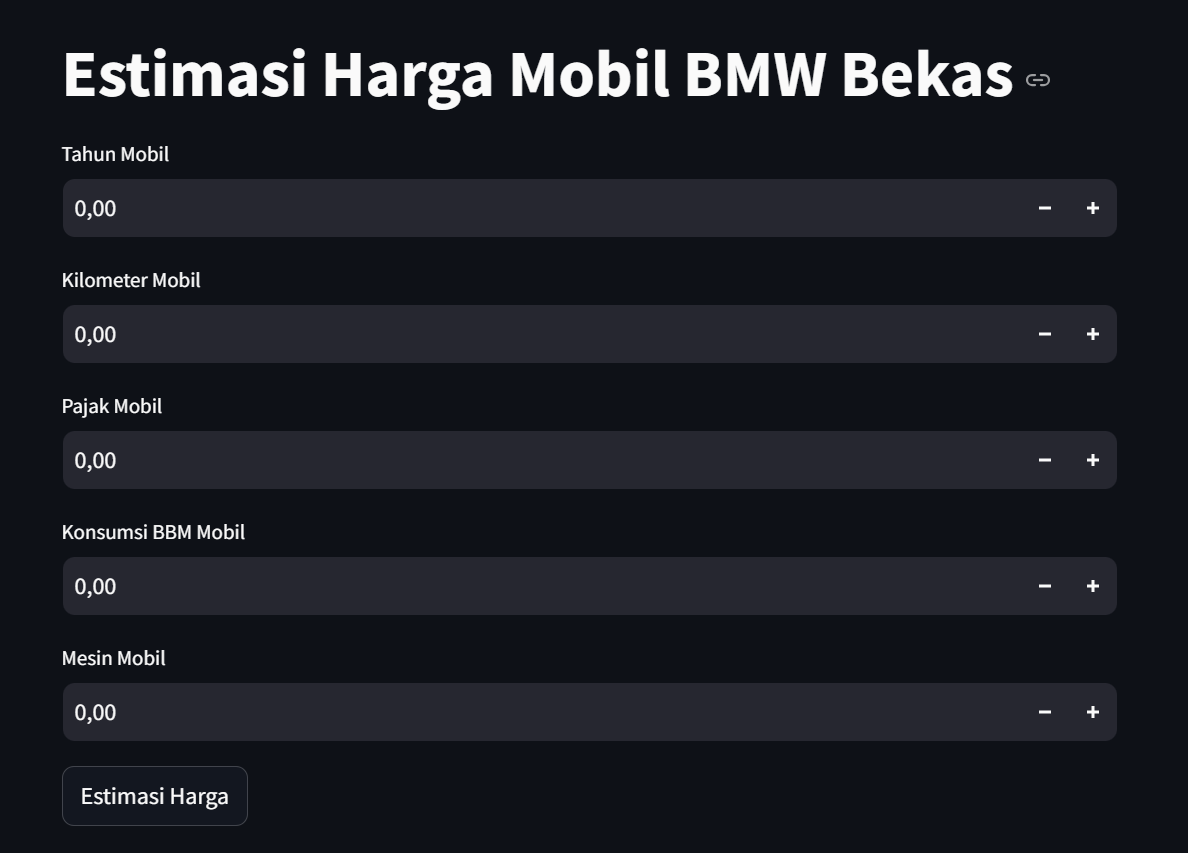 Estimasi Harga Mobil BMW Bekas
Tahun Mobil
0,00
Kilometer Mobil
0,00
Pajak Mobil
0,00
Konsumsi BBM Mobil
0,00
Mesin Mobil
0,00
Estimasi Harga